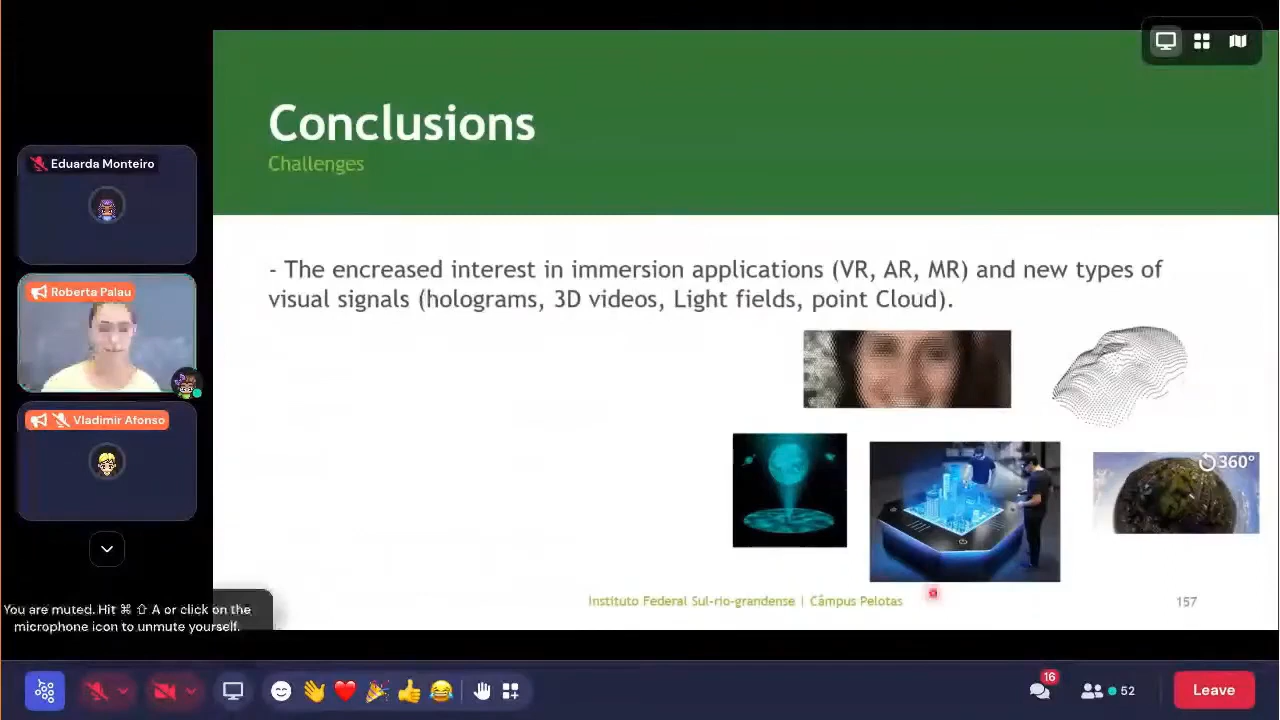 Conclusions
Challenges
Eduarda Monteiro
Roberta Palau
Vladimir Afonso
- The encreased interest in immersion applications (VR, AR, MR) and new types of
visual signals (holograms, 3D videos, Light fields, point Cloud).
360°
You are muted. Hit ⌘ ⇧ A or click on the
microphone icon to unmute yourself.
Instituto Federal Sul-rio-grandense | Câmpus Pelotas
157
16
52
Leave